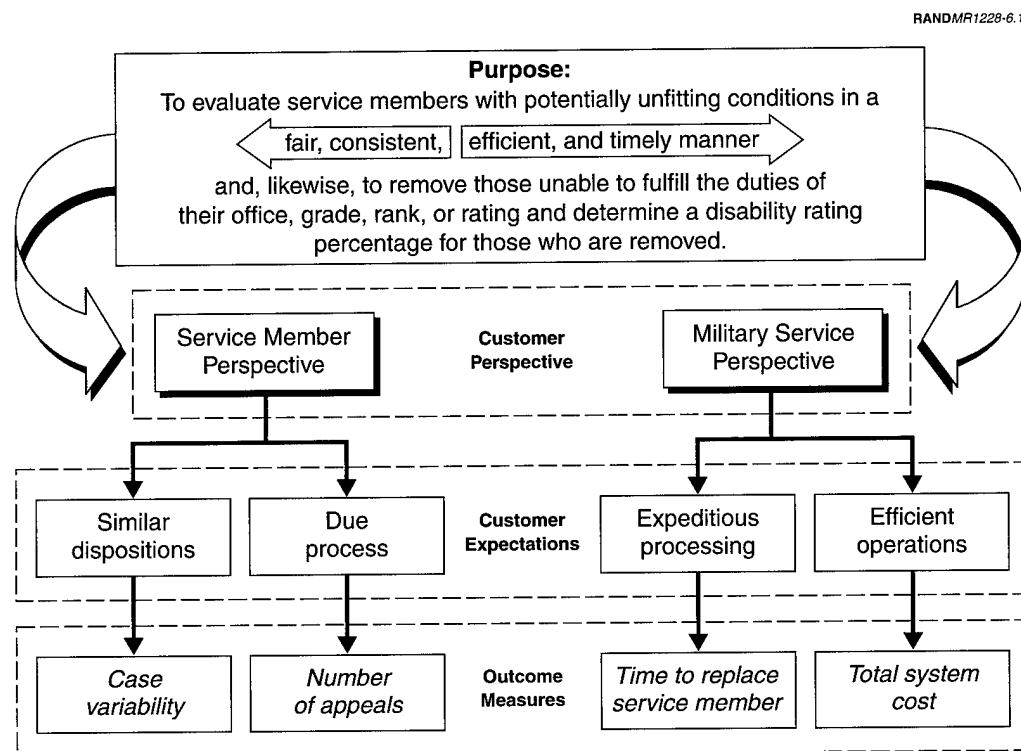 RANDMR1228-6.1
Purpose:
To evaluate service members with potentially unfitting conditions in a
fair, consistent, efficient, and timely manner
and, likewise, to remove those unable to fulfill the duties of
their office, grade, rank, or rating and determine a disability rating
percentage for those who are removed.
Service Member
Perspective
Customer
Perspective
Military Service
Perspective
Similar
dispositions
Due
process
Customer
Expectations
Expeditious
processing
Efficient
operations
Case
variability
Number
of appeals
Outcome
Measures
Time to replace
service member
Total system
cost